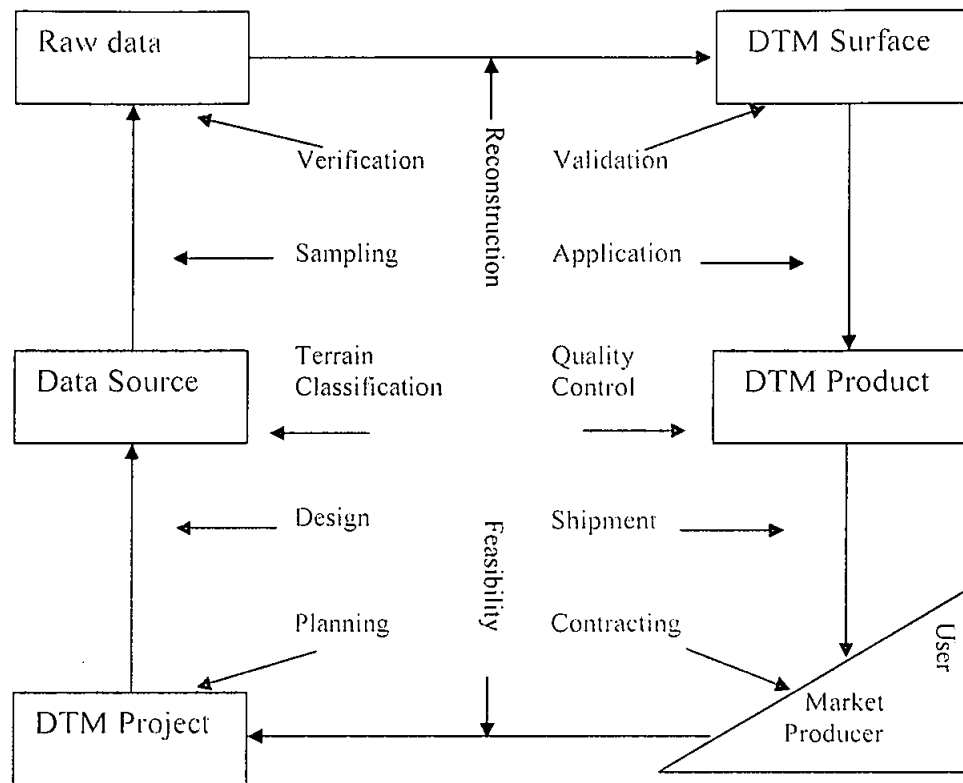 Raw data
DTM Surface
Verification
Reconstruction
Validation
Sampling
Application
Data Source
Terrain
Classification
Quality
Control
DTM Product
Design
Feasibility
Shipment
Planning
Contracting
User
DTM Project
Market
Producer